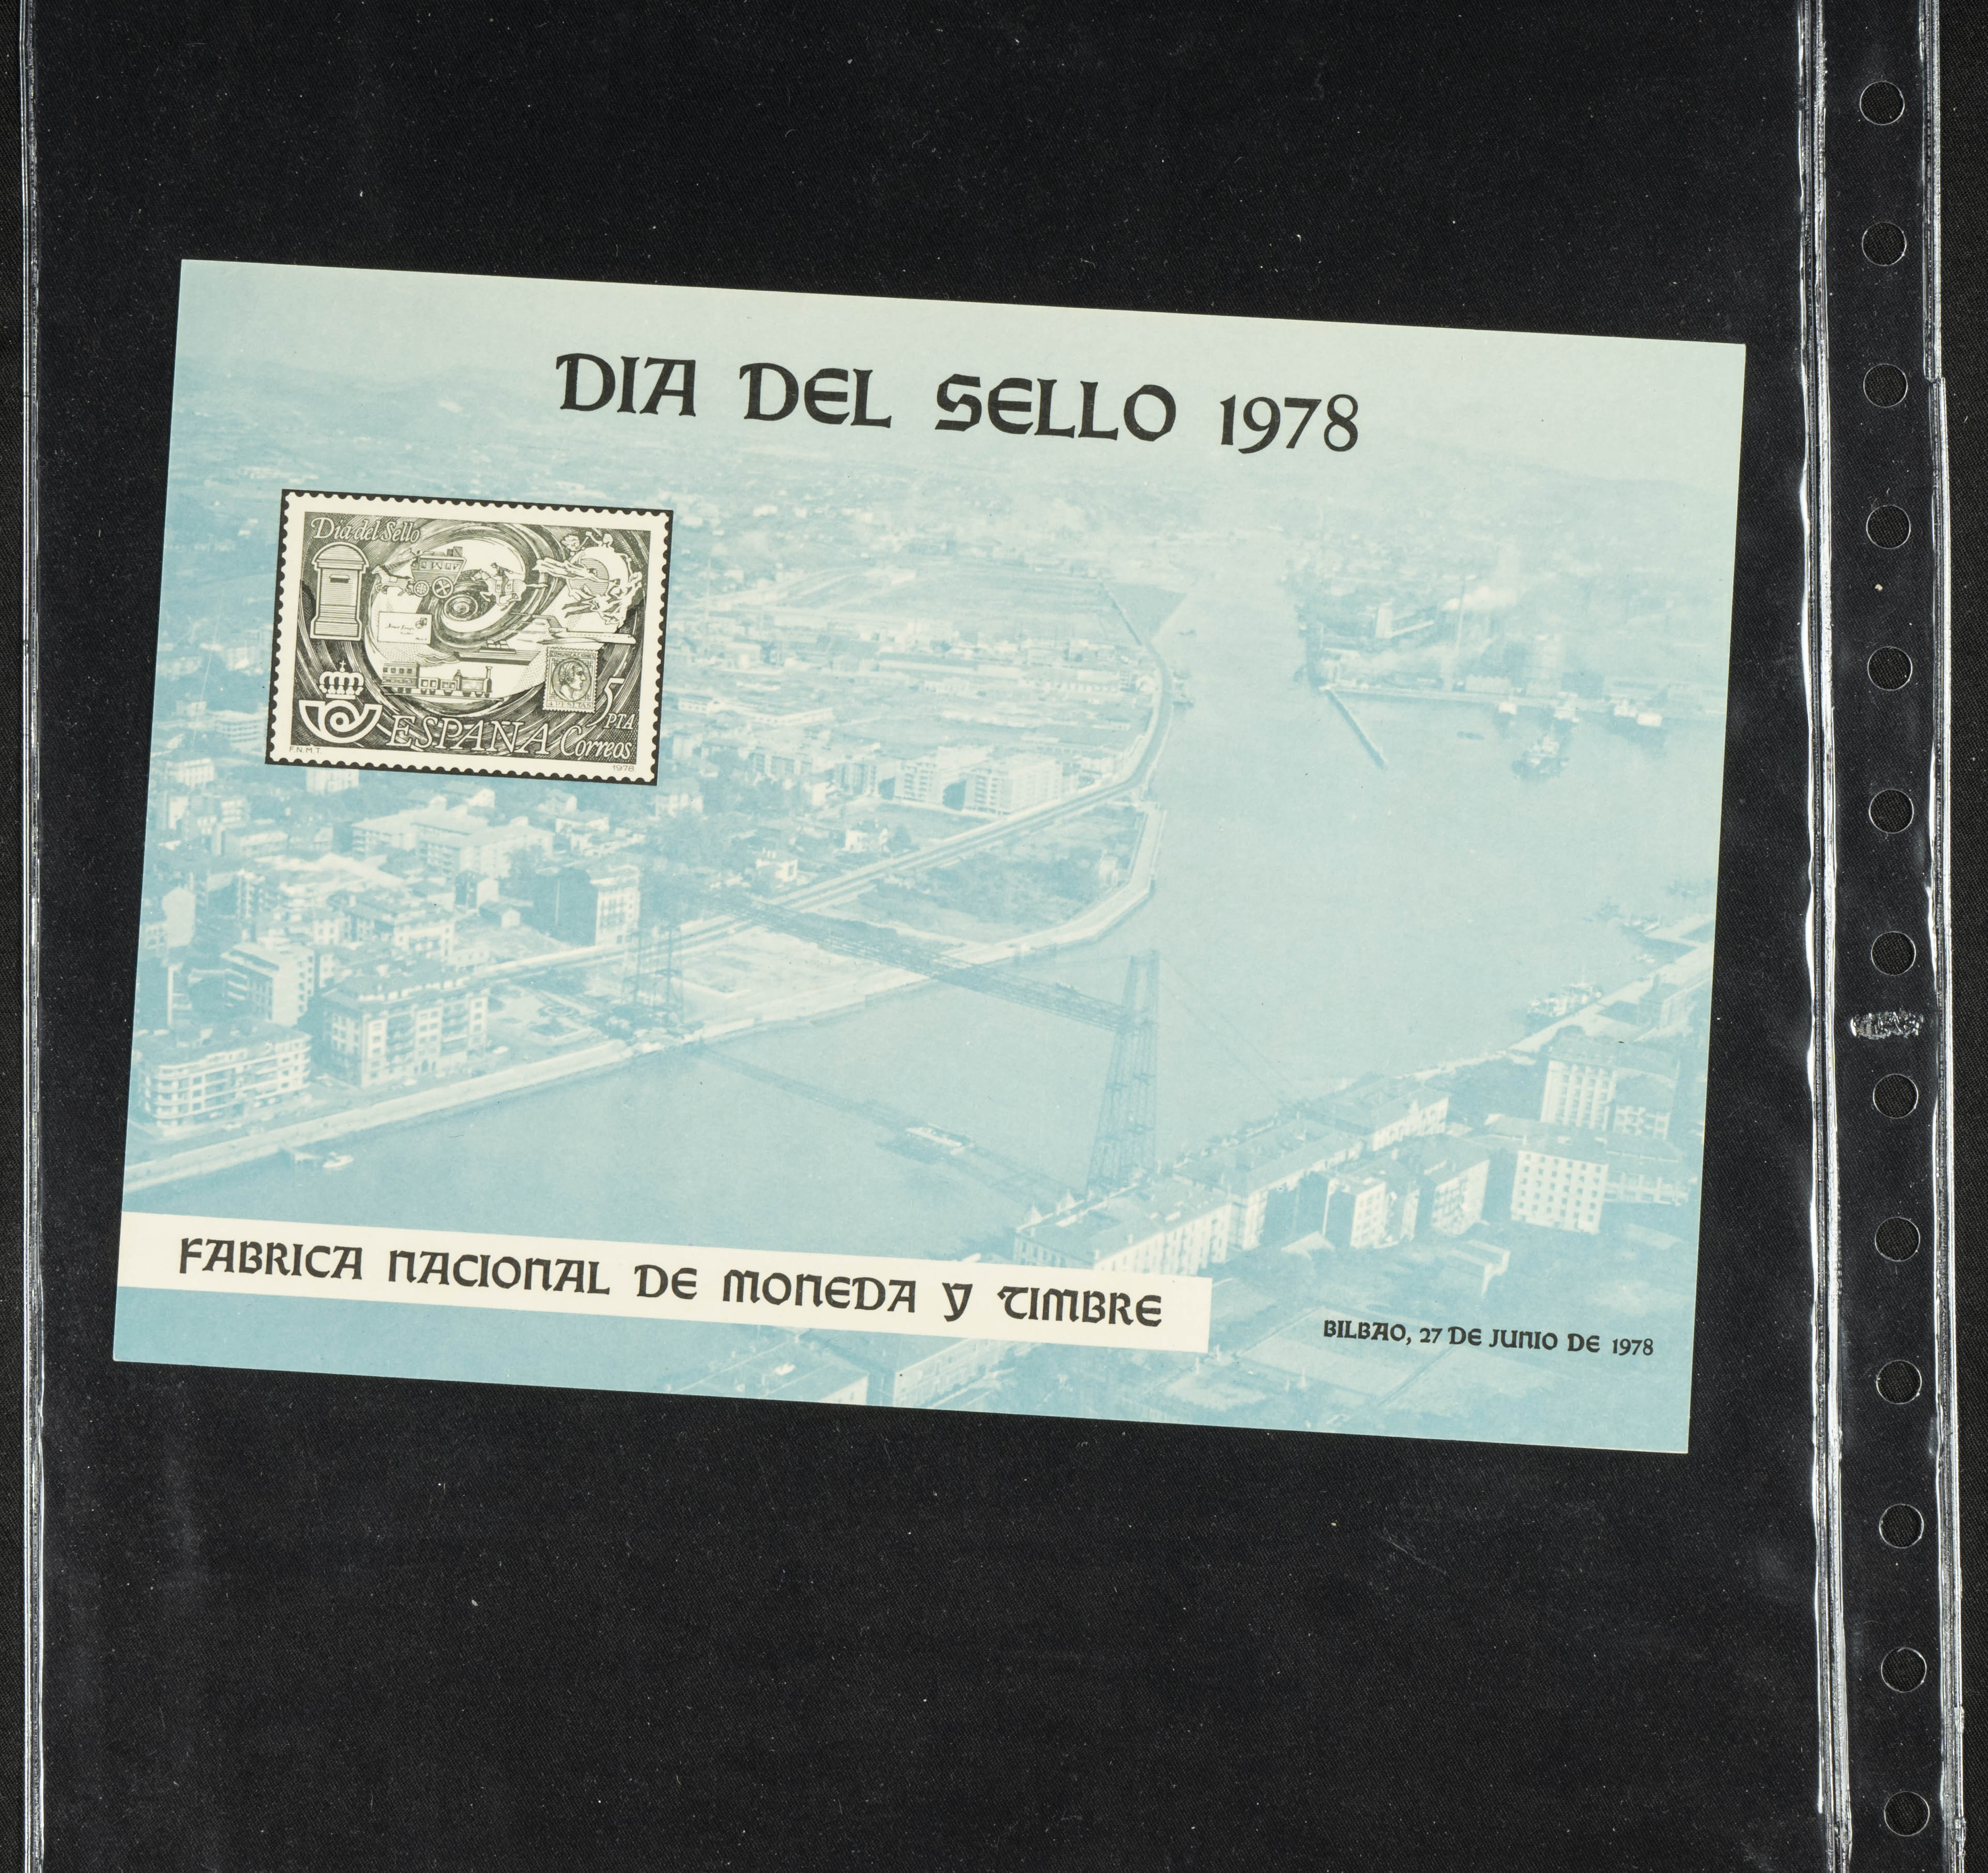 DIA DEL SELLO 1978
Dia del Sello
5
PTA
ESPAÑA Correos
F.N.M.T.
1978
FABRICA NACIONAL DE MONEDA Y TIMBRE
BILBAO, 27 DE JUNIO DE 1978